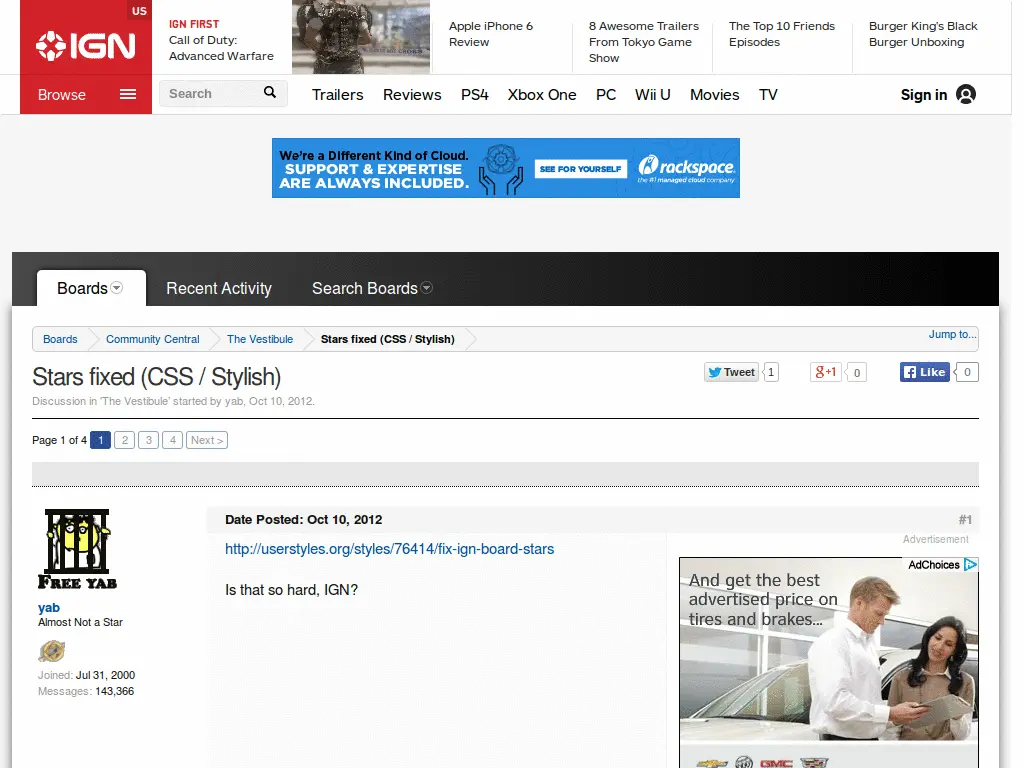 US
IGN
IGN FIRST
Call of Duty:
Advanced Warfare
Apple iPhone 6
Review
8 Awesome Trailers
From Tokyo Game
Show
The Top 10 Friends
Episodes
Burger King's Black
Burger Unboxing
Browse
Search
Trailers Reviews PS4 Xbox One PC Wii U Movies TV
Sign in
We're a Different Kind of Cloud.
SUPPORT & EXPERTISE
ARE ALWAYS INCLUDED.
SEE FOR YOURSELF
rackspace
the #1 managed cloud company
Boards Recent Activity Search Boards
Boards Community Central The Vestibule Stars fixed (CSS / Stylish) Jump to...
Stars fixed (CSS / Stylish)
Tweet 1 g+1 0 Like 0
Discussion in 'The Vestibule' started by yab, Oct 10, 2012.
Page 1 of 4 1 2 3 4 Next >
FREE YAB
yab
Almost Not a Star
Joined: Jul 31, 2000
Messages: 143,366
Date Posted: Oct 10, 2012 #1
http://userstyles.org/styles/76414/fix-ign-board-stars
Is that so hard, IGN?
Advertisement
AdChoices
And get the best
advertised price on
tires and brakes...
GMC